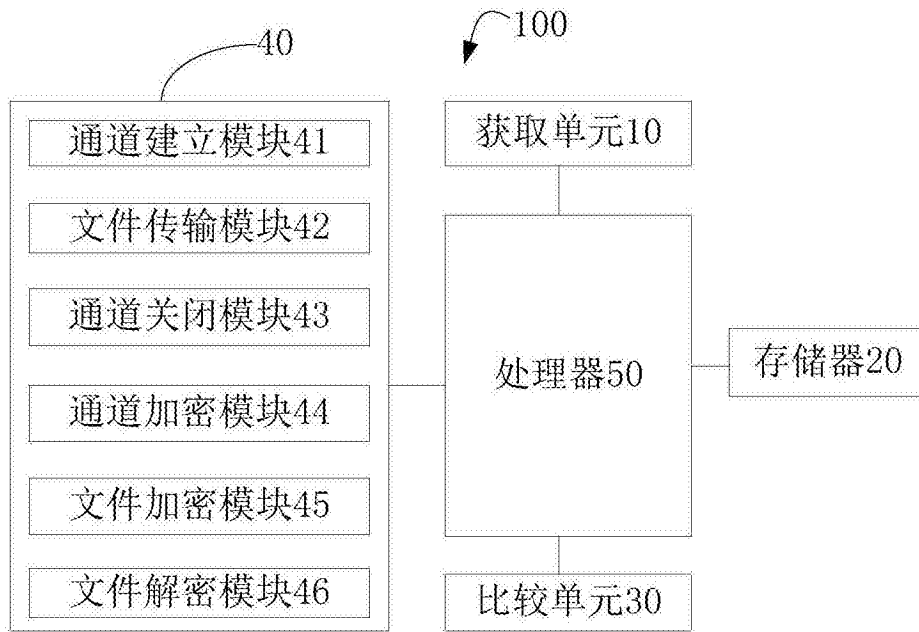 40
100
通道建立模块41
文件传输模块42
通道关闭模块43
通道加密模块44
文件加密模块45
文件解密模块46
获取单元10
处理器50
存储器20
比较单元30